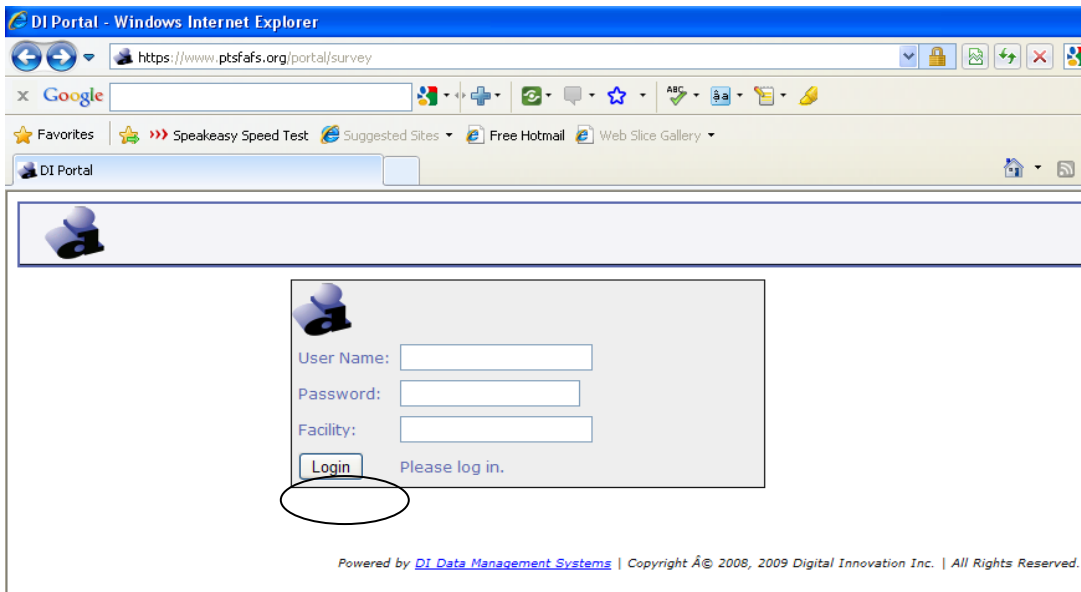 DI Portal - Windows Internet Explorer
https://www.ptsfafs.org/portal/survey
x Google
ABC
âa
Favorites Speakeasy Speed Test Suggested Sites Free Hotmail Web Slice Gallery
DI Portal
User Name:
Password:
Facility:
Login Please log in.
Powered by DI Data Management Systems | Copyright Â© 2008, 2009 Digital Innovation Inc. | All Rights Reserved.